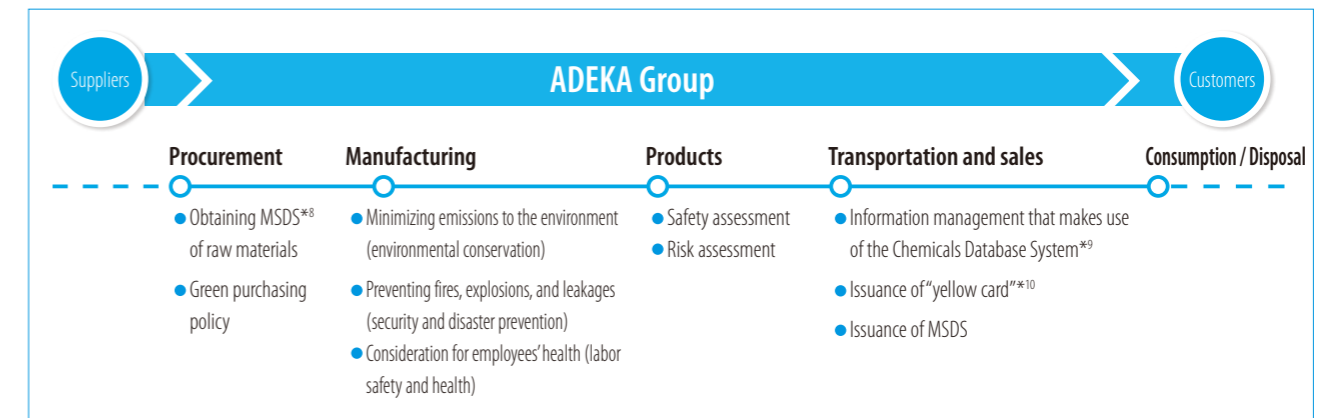 Suppliers
ADEKA Group
Customers
Procurement
Manufacturing
Products
Transportation and sales
Consumption / Disposal
Obtaining MSDS*8
of raw materials
Green purchasing
policy
Minimizing emissions to the environment
(environmental conservation)
Preventing fires, explosions, and leakages
(security and disaster prevention)
Consideration for employees' health (labor
safety and health)
Safety assessment
Risk assessment
Information management that makes use
of the Chemicals Database System*9
Issuance of "yellow card"*10
Issuance of MSDS